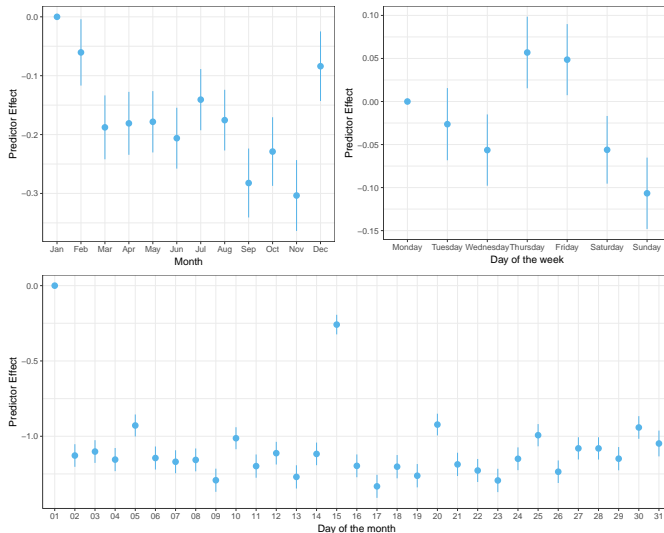 0.0
−0.1
−0.2
−0.3
Predictor Effect
Jan Feb Mar Apr May Jun Jul Aug Sep Oct Nov Dec
Month
0.10
0.05
0.00
−0.05
−0.10
−0.15
Predictor Effect
Monday Tuesday Wednesday Thursday Friday Saturday Sunday
Day of the week
0.0
−0.5
−1.0
Predictor Effect
01 02 03 04 05 06 07 08 09 10 11 12 13 14 15 16 17 18 19 20 21 22 23 24 25 26 27 28 29 30 31
Day of the month